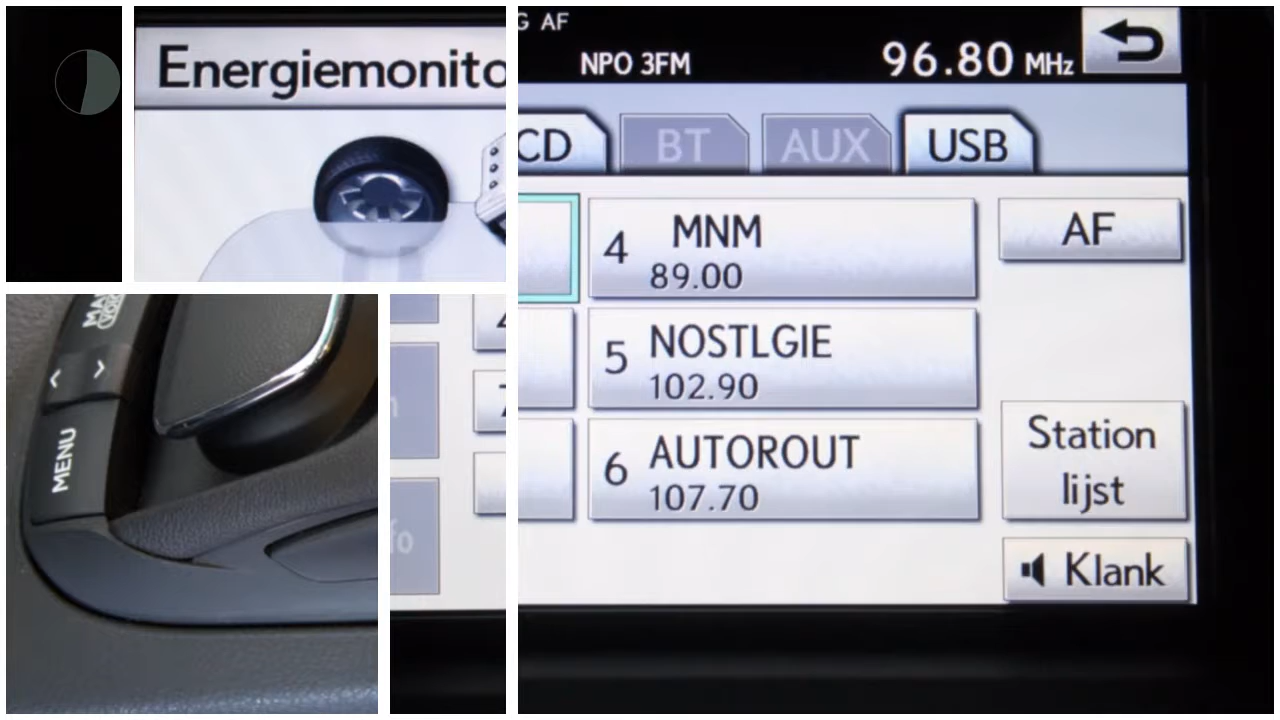 Energiemonito
G AF
NPO 3FM
96.80 MHz
CD
BT
AUX
USB
4 MNM
89.00
AF
5 NOSTLGIE
102.90
6 AUTOROUT
107.70
Station
lijst
Klank
MENU
fo